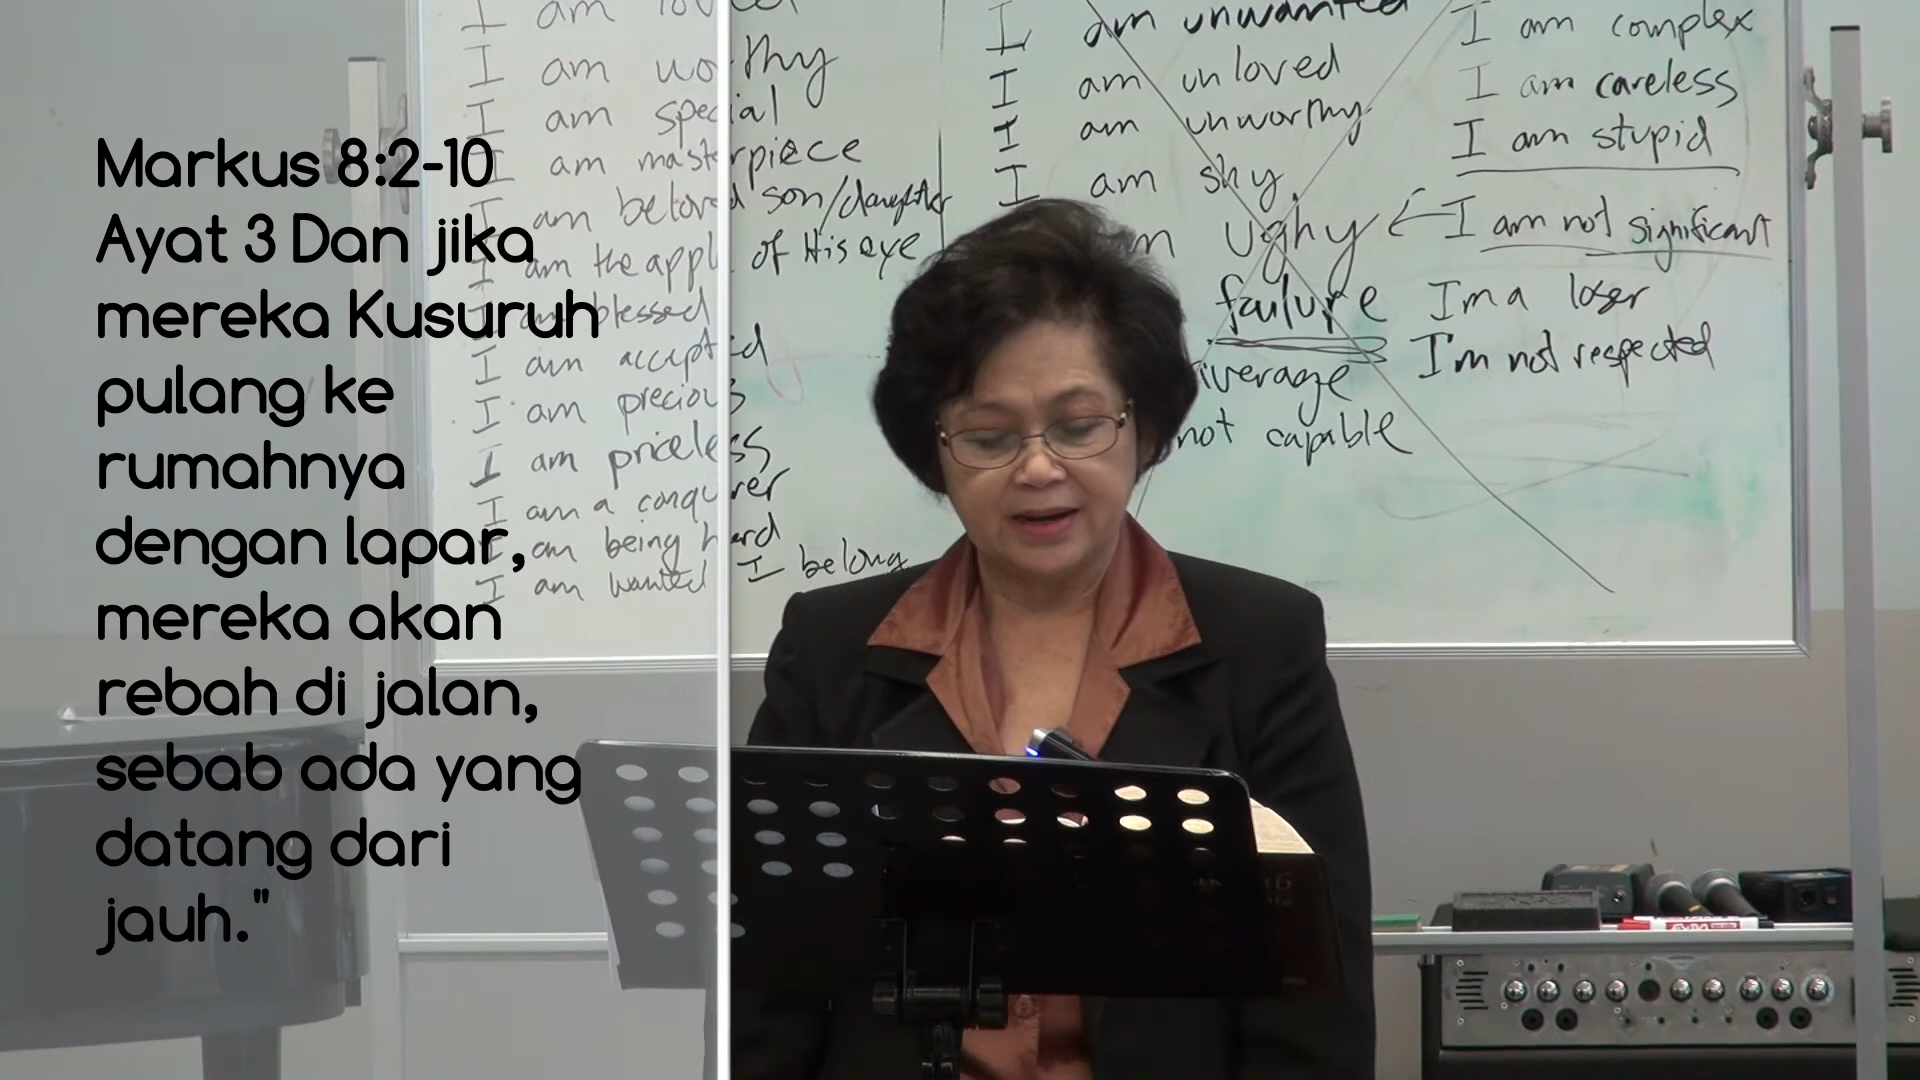 Markus 8:2-10
Ayat 3 Dan jika
mereka Kusuruh
pulang ke
rumahnya
dengan lapar,
mereka akan
rebah di jalan,
sebab ada yang
datang dari
jauh."
I am loved
I am worthy
I am special
I am masterpiece
I am beloved son/daughter
I am the apple of His eye
I am blessed
I am accepted
I am precious
I am priceless
I am a conqurer
I am being heard
I am wanted I belong
I am unwanted
I am unloved
I am unworthy
I am shy
ughy
failure
average
not capable
I am complex
I am careless
I am stupid
I am not significant
I'm a loser
I'm not respected